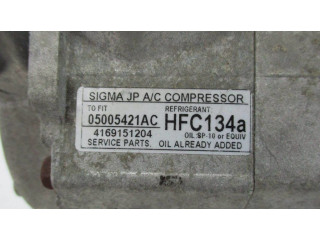 SIGMA JP A/C COMPRESSOR
TO FIT REFRIGERANT:
05005421AC HFC134a
4169151204 OIL:SP-10 or EQUIV
SERVICE PARTS, OIL ALREADY ADDED